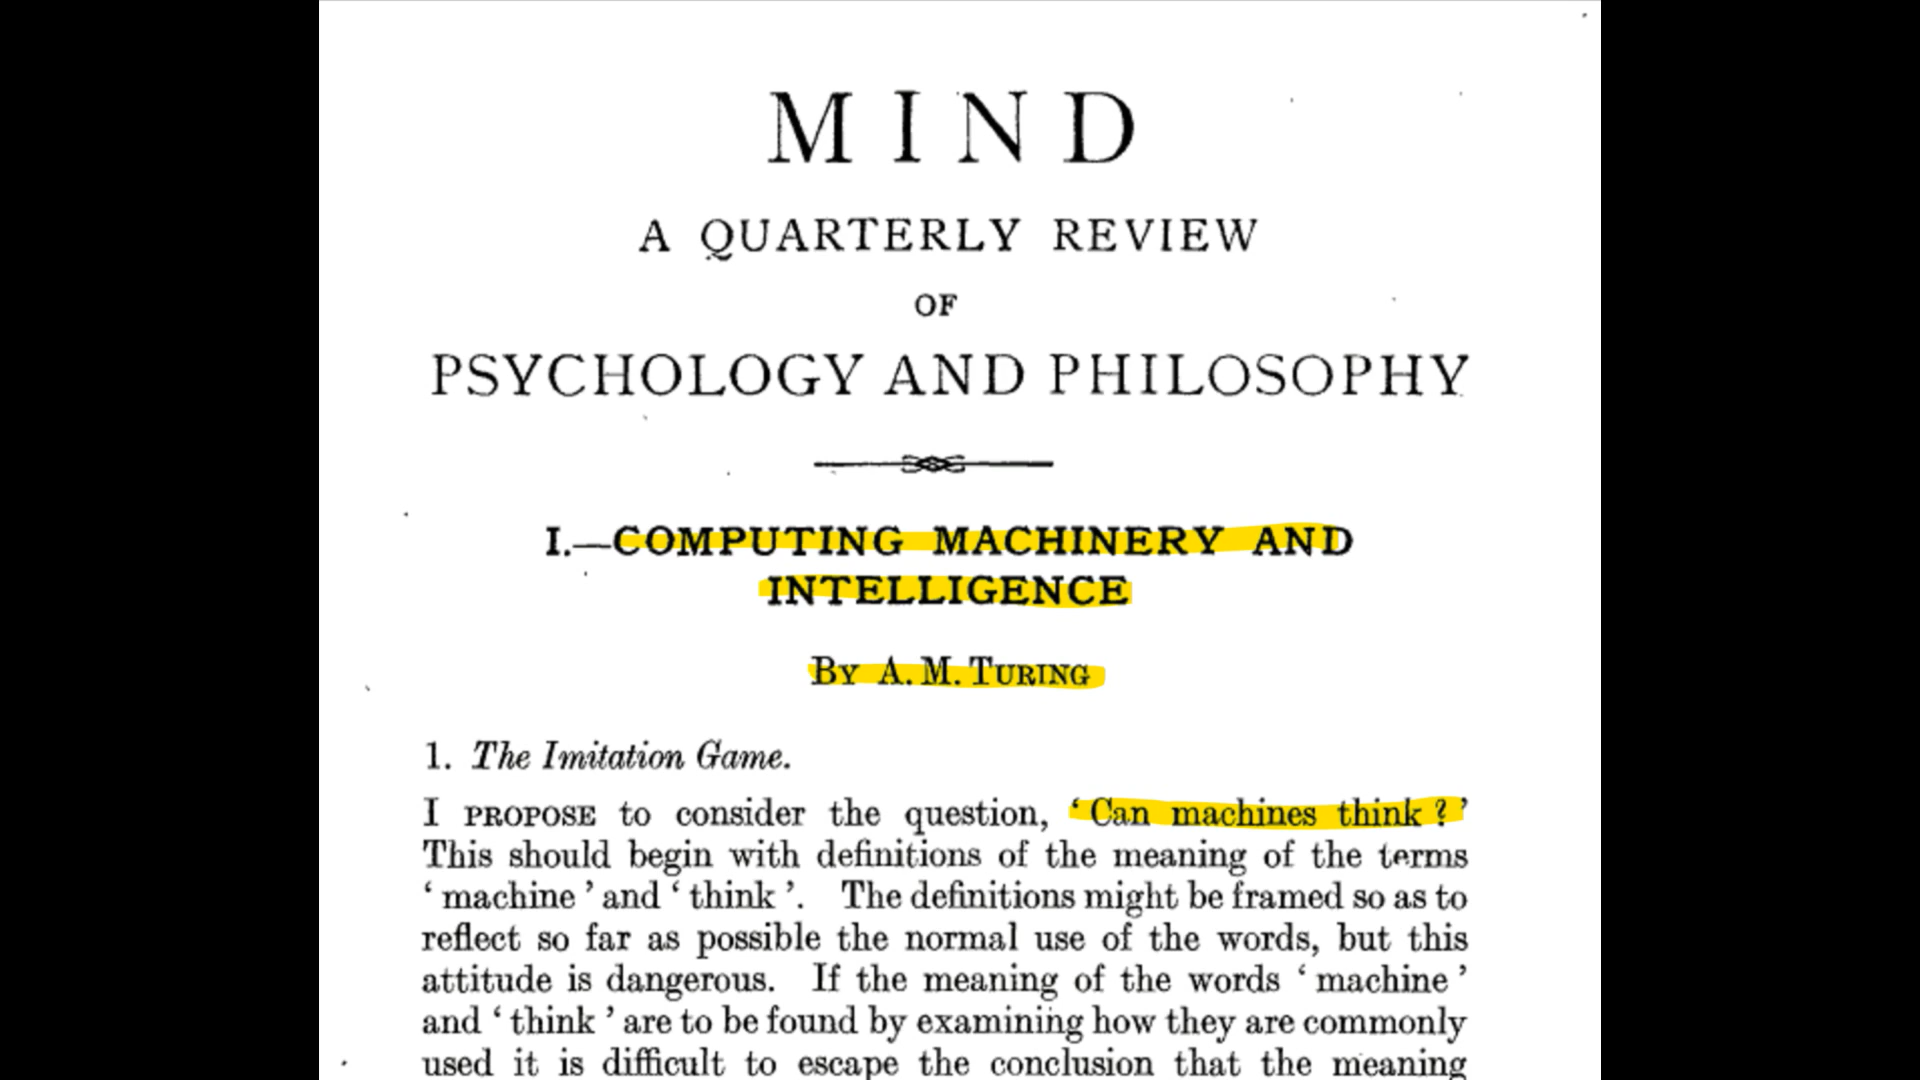 MIND
A QUARTERLY REVIEW
OF
PSYCHOLOGY AND PHILOSOPHY
I.—COMPUTING MACHINERY AND
INTELLIGENCE
BY A. M. TURING
1. The Imitation Game.
I PROPOSE to consider the question, ‘ Can machines think ? ’
This should begin with definitions of the meaning of the terms
‘ machine ’ and ‘ think ’. The definitions might be framed so as to
reflect so far as possible the normal use of the words, but this
attitude is dangerous. If the meaning of the words ‘ machine ’
and ‘ think ’ are to be found by examining how they are commonly
used it is difficult to escape the conclusion that the meaning